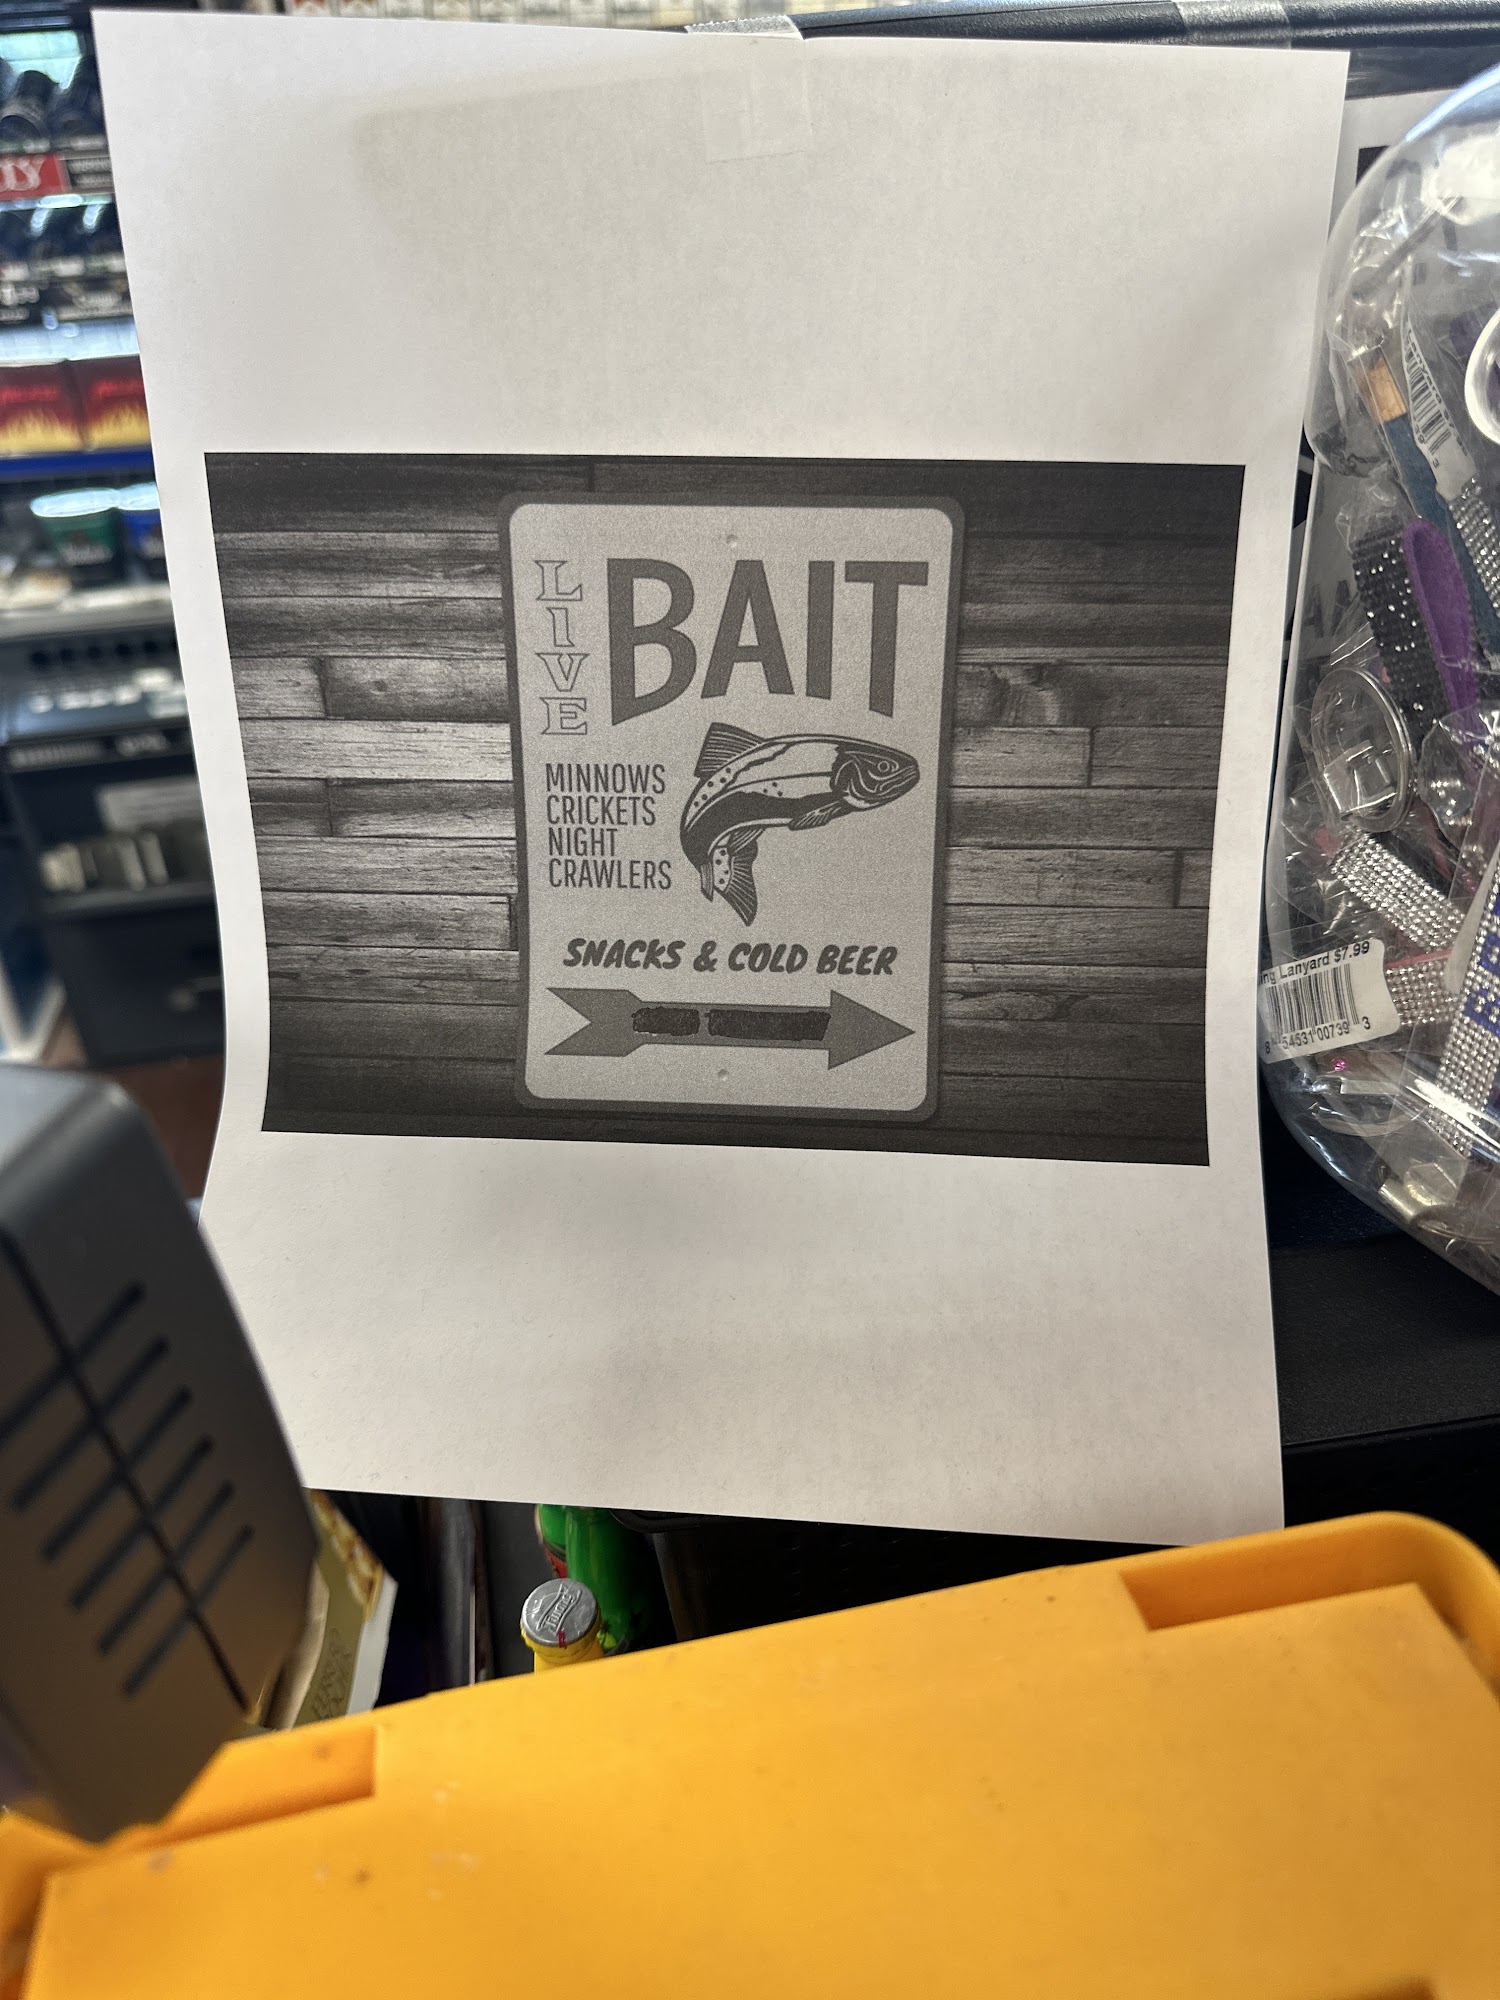 LIVE
BAIT
MINNOWS
CRICKETS
NIGHT
CRAWLERS
SNACKS & COLD BEER
Lanyard $7.99